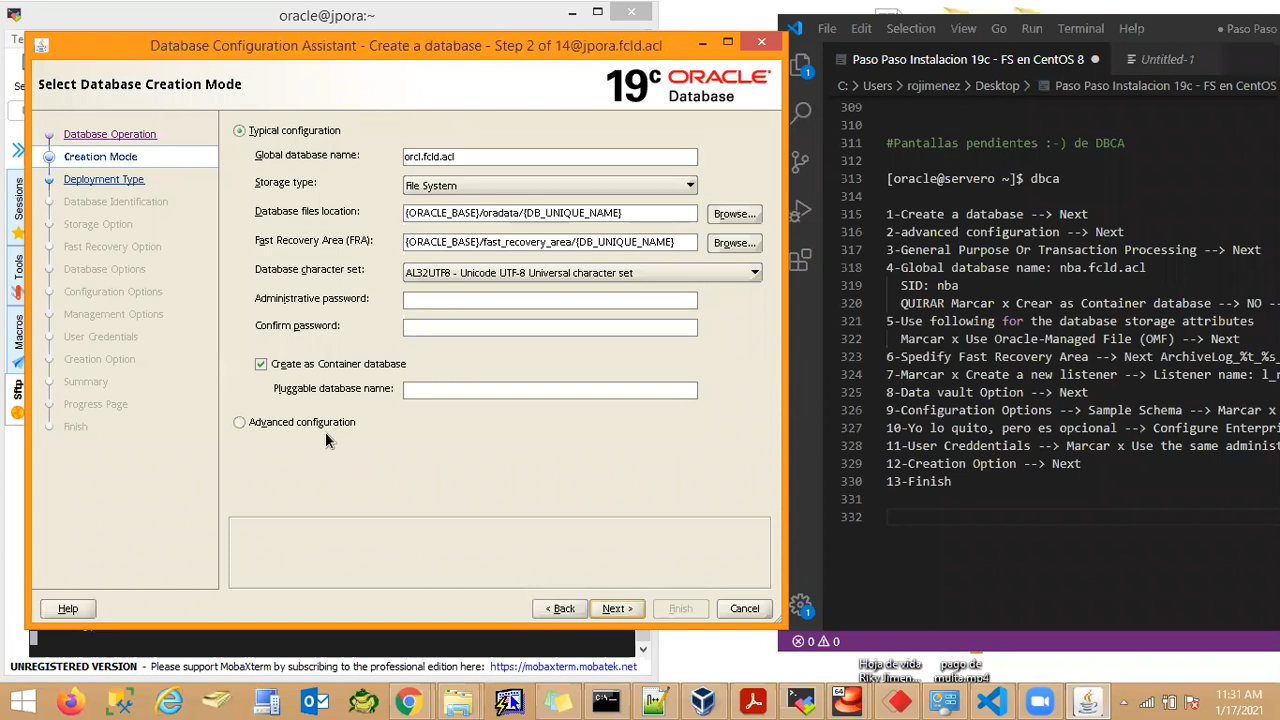 oracle@jpora:~
Te
Se
Database Configuration Assistant - Create a database - Step 2 of 14@jpora.fcld.acl
Select Database Creation Mode
19c ORACLE
Database
Database Operation
Creation Mode
Deployment Type
Database Identification
Storage Option
Fast Recovery Option
Database Options
Configuration Options
Management Options
User Credentials
Creation Option
Summary
Progress Page
Finish
Typical configuration
Global database name: orcl.fcld.acl
Storage type: File System
Database files location: {ORACLE_BASE}/oradata/{DB_UNIQUE_NAME} Browse...
Fast Recovery Area (FRA): {ORACLE_BASE}/fast_recovery_area/{DB_UNIQUE_NAME} Browse...
Database character set: AL32UTF8 - Unicode UTF-8 Universal character set
Administrative password:
Confirm password:
Create as Container database
Pluggable database name:
Advanced configuration
Help < Back Next > Finish Cancel
Sessions
Tools
Macros
Sftp
UNREGISTERED VERSION - Please support MobaXterm by subscribing to the professional edition here: https://mobaxterm.mobatek.net
File Edit Selection View Go Run Terminal Help ● Paso Paso
Paso Paso Instalacion 19c - FS en CentOS 8 ● Untitled-1
C: > Users > rojimenez > Desktop > Paso Paso Instalacion 19c - FS en CentOS
309
310
311 #Pantallas pendientes :-) de DBCA
312
313 [oracle@servero ~]$ dbca
314
315 1-Create a database --> Next
316 2-advanced configuration --> Next
317 3-General Purpose Or Transaction Processing --> Next
318 4-Global database name: nba.fcld.acl
319 SID: nba
320 QUIRAR Marcar x Crear as Container database --> NO --
321 5-Use following for the database storage attributes
322 Marcar x Use Oracle-Managed File (OMF) --> Next
323 6-Spedify Fast Recovery Area --> Next ArchiveLog_%t_%s_
324 7-Marcar x Create a new listener --> Listener name: l_n
325 8-Data vault Option --> Next
326 9-Configuration Options --> Sample Schema --> Marcar x
327 10-Yo lo quito, pero es opcional --> Configure Enterpri
328 11-User Creddentials --> Marcar x Use the same administ
329 12-Creation Option --> Next
330 13-Finish
331
332
1
1
0 0
Hoja de vida
Riky Jimen...
pago de
multa.mp4
64
11:31 AM
1/17/2021